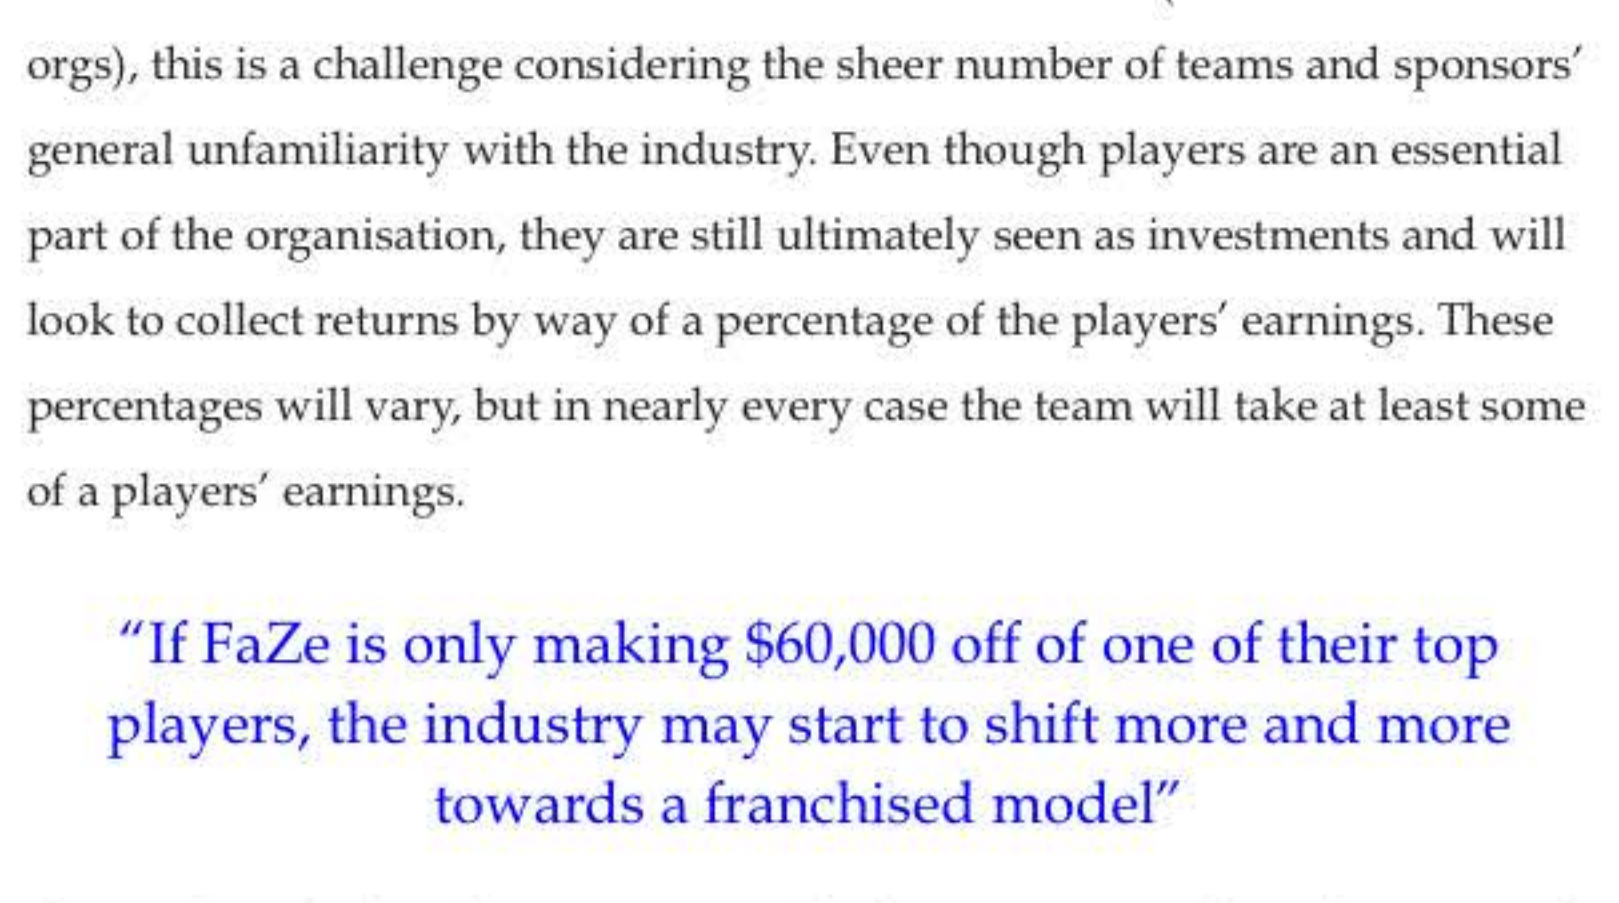 orgs), this is a challenge considering the sheer number of teams and sponsors’
general unfamiliarity with the industry. Even though players are an essential
part of the organisation, they are still ultimately seen as investments and will
look to collect returns by way of a percentage of the players’ earnings. These
percentages will vary, but in nearly every case the team will take at least some
of a players’ earnings.
“If FaZe is only making $60,000 off of one of their top
players, the industry may start to shift more and more
towards a franchised model”